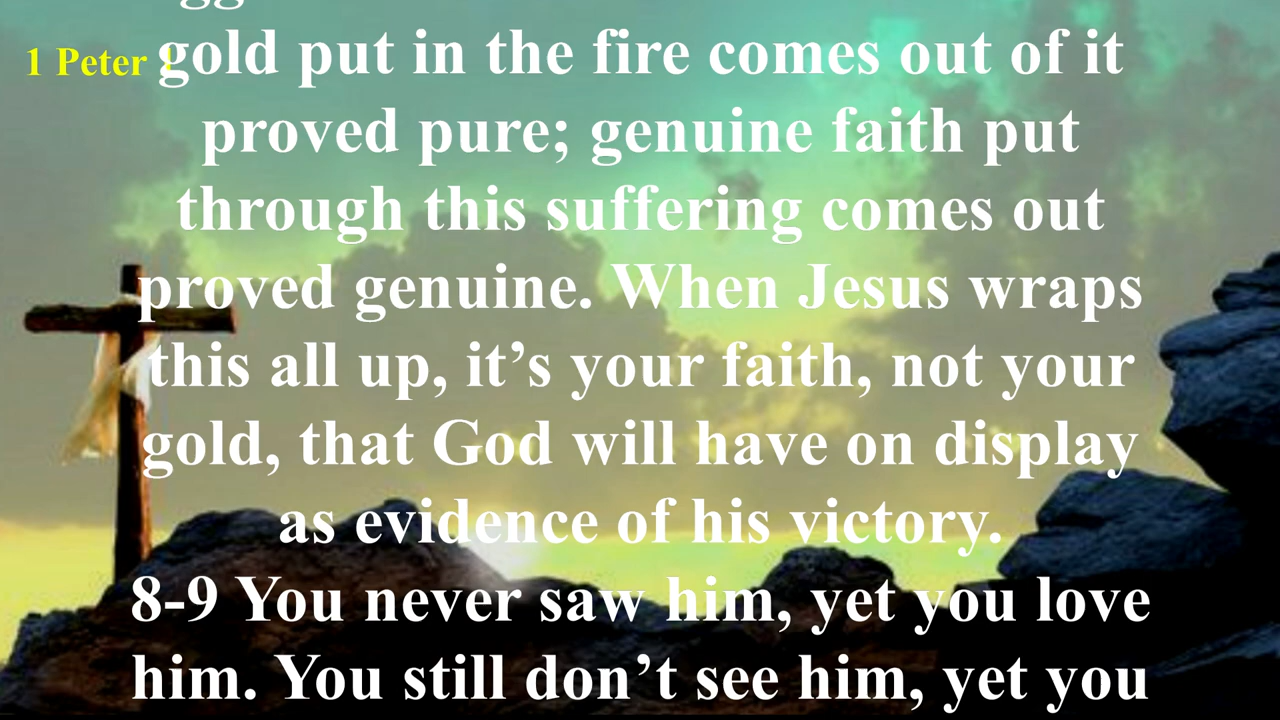 1 Peter
gold put in the fire comes out of it
proved pure; genuine faith put
through this suffering comes out
proved genuine. When Jesus wraps
this all up, it’s your faith, not your
gold, that God will have on display
as evidence of his victory.
8-9 You never saw him, yet you love
him. You still don’t see him, yet you